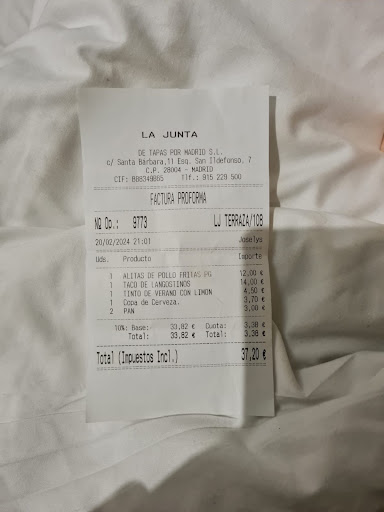 LA JUNTA
DE TAPAS POR MADRID S.L.
c/ Santa Bárbara,11 Esq. San Ildefonso, 7
C.P. 28004 - MADRID
CIF: B88349865 Tlf.: 915 229 500
FACTURA PROFORMA
Nº Op.: 9773 LJ TERRAZA/108
20/02/2024 21:01 Joselyn
Uds. Producto Importe
1 ALITAS DE POLLO FRITAS PG 12,00 €
1 TACO DE LANGOSTINOS 14,00 €
1 TINTO DE VERANO CON LIMON 4,50 €
1 Copa de Cerveza. 3,70 €
2 PAN 3,00 €
10%: Base: 33,82 € Cuota: 3,38 €
Total: 33,82 € Total: 3,38 €
Total (Impuestos Incl.) 37,20 €